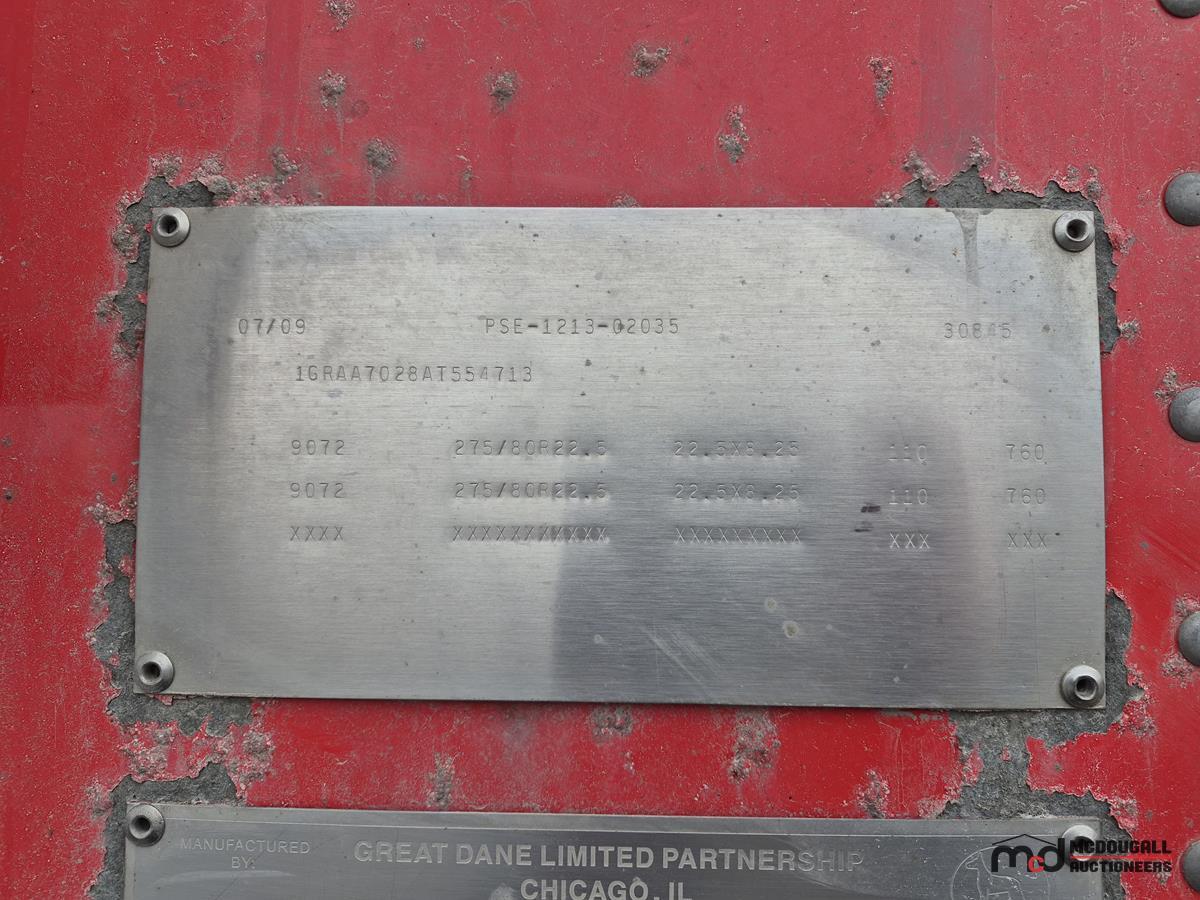 07/09 PSE-1213-02035 30845
1GRAA7028AT554713
9072 275/80R22.5 22.5X8.25 110 760
9072 275/80R22.5 22.5X8.25 110 760
XXXX XXXXXXXXXXX XXXXXXXXX XXX XXX
MANUFACTURED BY: GREAT DANE LIMITED PARTNERSHIP
CHICAGO, IL
mcd MCDOUGALL AUCTIONEERS